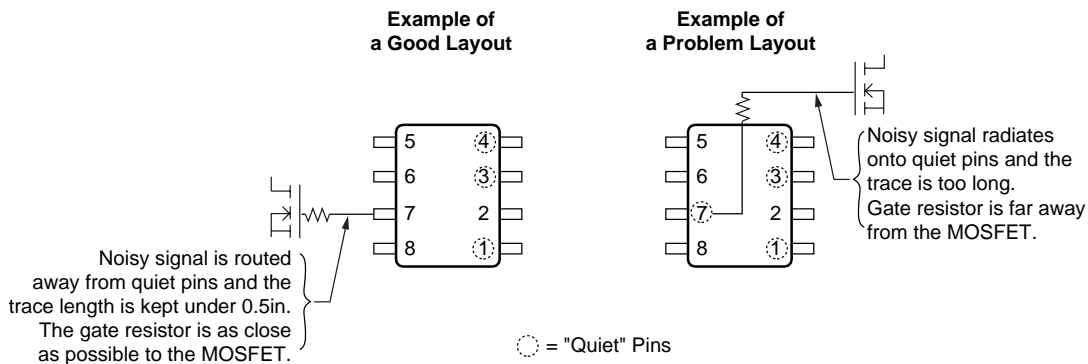 Example of
a Good Layout
Example of
a Problem Layout
5
4
6
3
7
2
8
1
5
4
6
3
7
2
8
1
Noisy signal radiates
onto quiet pins and the
trace is too long.
Gate resistor is far away
from the MOSFET.
Noisy signal is routed
away from quiet pins and the
trace length is kept under 0.5in.
The gate resistor is as close
as possible to the MOSFET.
= "Quiet" Pins